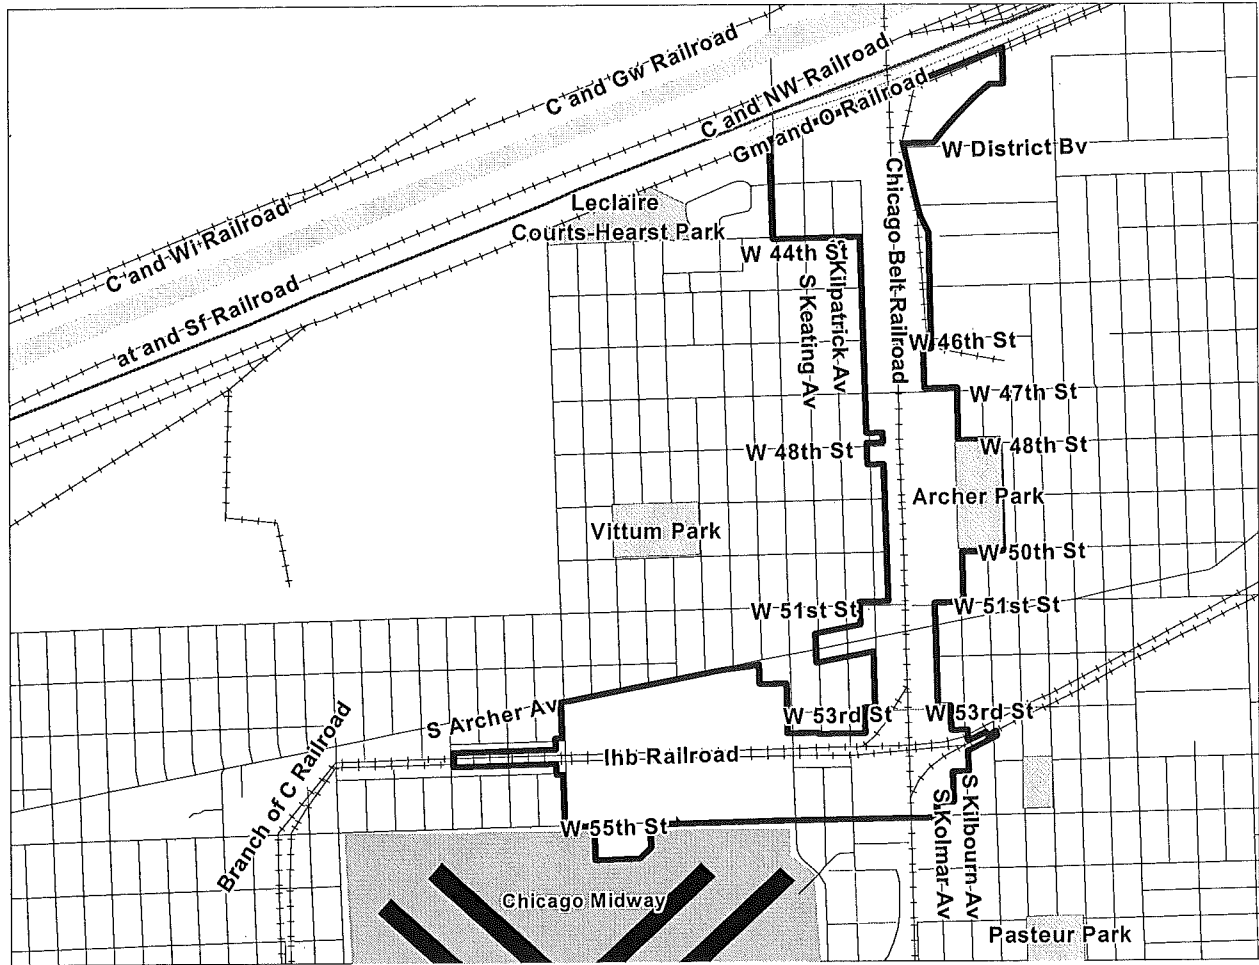 C and Gw Railroad
C and NW Railroad
Gm and O Railroad
W District Bv
Leclaire
Courts-Hearst Park
C and Wi Railroad
at and Sf Railroad
W 44th St
S Kilpatrick Av
S Keating Av
Chicago Belt Railroad
W 46th St
W 47th St
W 48th St
W 48th St
Archer Park
Vittum Park
W 50th St
W 51st St
W 51st St
W 53rd St
W 53rd St
S Archer Av
Ihb Railroad
Branch of C Railroad
W 55th St
S Kilbourn Av
S Kolmar Av
Chicago Midway
Pasteur Park